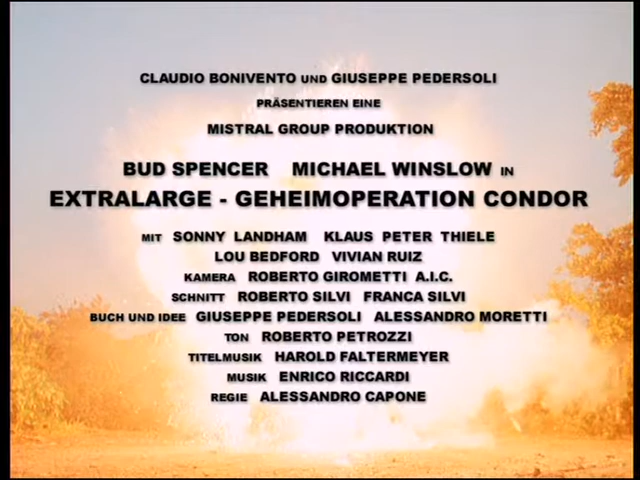 CLAUDIO BONIVENTO UND GIUSEPPE PEDERSOLI
PRÄSENTIEREN EINE
MISTRAL GROUP PRODUKTION
BUD SPENCER MICHAEL WINSLOW IN
EXTRALARGE - GEHEIMOPERATION CONDOR
MIT SONNY LANDHAM KLAUS PETER THIELE
LOU BEDFORD VIVIAN RUIZ
KAMERA ROBERTO GIROMETTI A.I.C.
SCHNITT ROBERTO SILVI FRANCA SILVI
BUCH UND IDEE GIUSEPPE PEDERSOLI ALESSANDRO MORETTI
TON ROBERTO PETROZZI
TITELMUSIK HAROLD FALTERMEYER
MUSIK ENRICO RICCARDI
REGIE ALESSANDRO CAPONE